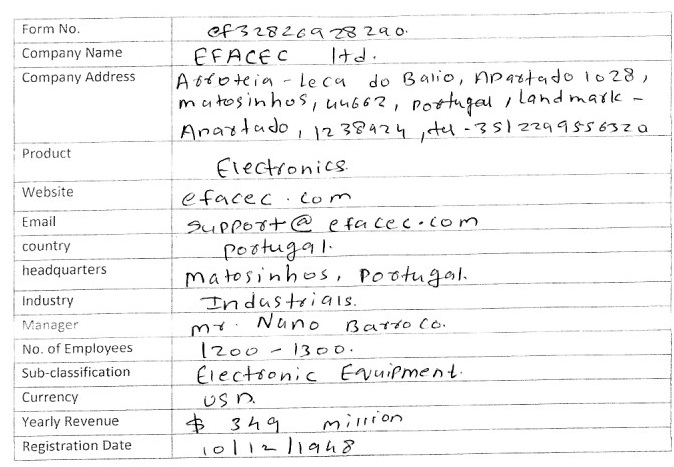 Form No. ef32826928290.
Company Name EFACEC ltd.
Company Address Arroteia - Leca do Balio, Apartado 1028,
matosinhos, 44662, portugal, Landmark -
Apartado, 1238924, tel - 3512299556320
Product Electronics.
Website efacec.com
Email support@efacec.com
country portugal.
headquarters matosinhos, Portugal.
Industry Industrials.
Manager mr. Nuno Barroco.
No. of Employees 1200 - 1300.
Sub-classification Electronic Equipment.
Currency USD.
Yearly Revenue $ 349 million
Registration Date 10/12/1948